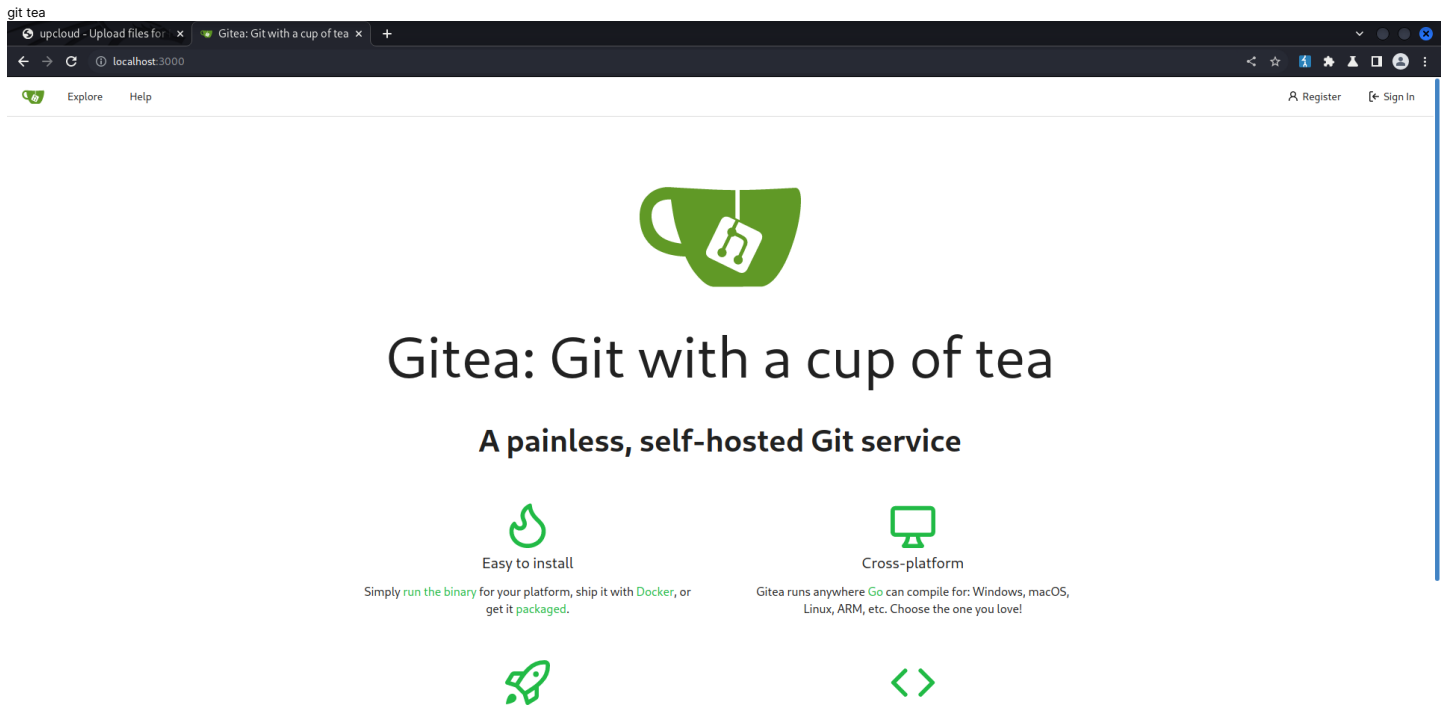 git tea
upcloud - Upload files for
Gitea: Git with a cup of tea
localhost:3000
Explore
Help
Register
Sign In
Gitea: Git with a cup of tea
A painless, self-hosted Git service
Easy to install
Simply run the binary for your platform, ship it with Docker, or
get it packaged.
Cross-platform
Gitea runs anywhere Go can compile for: Windows, macOS,
Linux, ARM, etc. Choose the one you love!